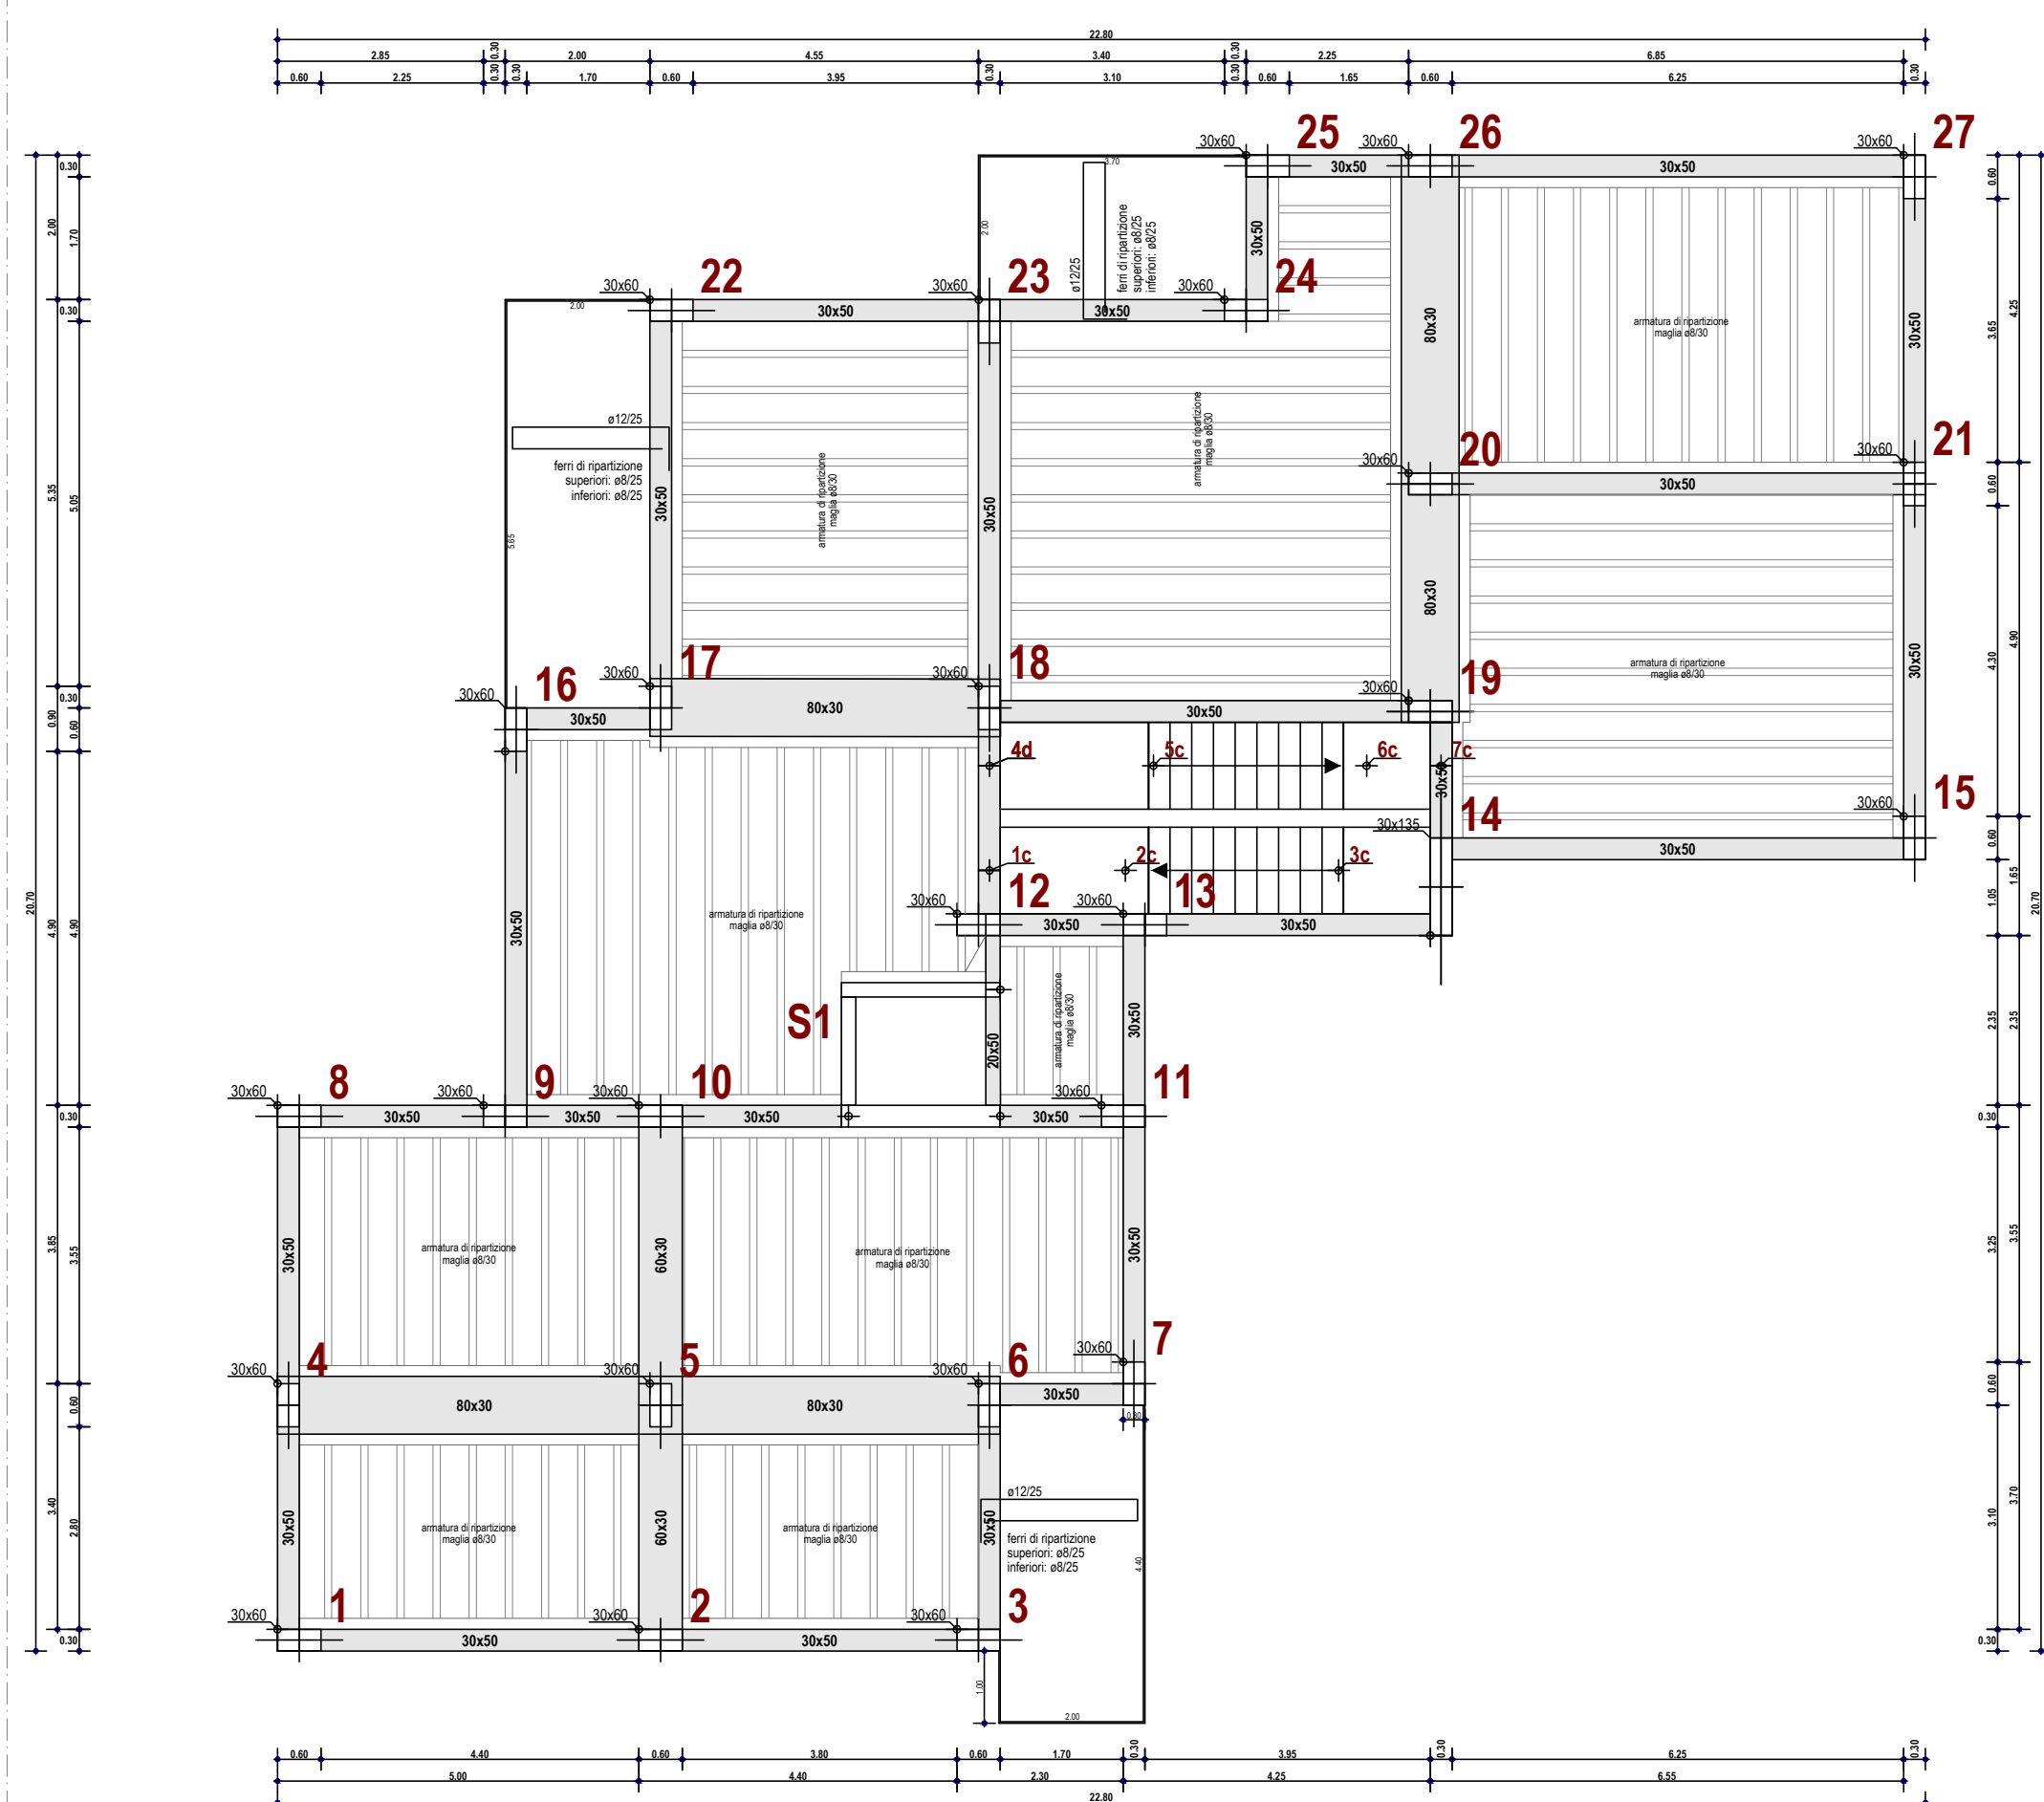 22.80
2.85 0.30 2.00 4.55 3.40 0.30 2.25 6.85
0.60 2.25 0.30 0.30 1.70 0.60 3.95 0.30 3.10 0.30 0.60 1.65 0.60 6.25 0.30
30x60 25 30x60 26 30x60 27
3.70
30x50 30x50
0.30 2.00 1.70 0.30
0.60 3.65 4.25
2.00
ø12/25
ferri di ripartizione
superiori: ø8/25
inferiori: ø8/25
30x50
80x30
armatura di ripartizione
maglia ø8/30
30x50
30x60 22 30x60 23 30x60 24
2.00
30x50 30x50
ø12/25
ferri di ripartizione
superiori: ø8/25
inferiori: ø8/25
5.65
30x50
armatura di ripartizione
maglia ø8/30
30x50
armatura di ripartizione
maglia ø8/30
30x60 20 30x60 21
30x50
5.35 5.05
0.60 4.30 4.90
80x30
armatura di ripartizione
maglia ø8/30
30x50
30x60 16 30x60 17 30x60 18 30x60 19
30x50 80x30 30x50
0.30 0.90 0.60
4d 5c 6c 7c
30x50
30x60 15
30x135 14
30x50
1c 2c 3c
30x60 12 30x60 13
30x50 30x50
0.60 1.05 1.65
20.70 4.90 4.90
20.70
30x50
armatura di ripartizione
maglia ø8/30
S1
20x50
armatura di ripartizione
maglia ø8/30
30x50
2.35 2.35
30x60 8 30x60 9 30x60 10 30x60 11
30x50 30x50 30x50 30x50
0.30 0.30
3.85 3.55
30x50
armatura di ripartizione
maglia ø8/30
60x30
armatura di ripartizione
maglia ø8/30
30x50
3.25 3.55
30x60 4 30x60 5 30x60 6 30x60 7
80x30 80x30 30x50
0.30
0.60 0.60
3.40 2.80
30x50
armatura di ripartizione
maglia ø8/30
60x30
armatura di ripartizione
maglia ø8/30
30x50
ø12/25
ferri di ripartizione
superiori: ø8/25
inferiori: ø8/25
4.40
3.10 3.70
30x60 1 30x60 2 30x60 3
30x50 30x50
0.30 0.30
1.00
2.00
0.60 4.40 0.60 3.80 0.60 1.70 0.30 3.95 0.30 6.25 0.30
5.00 4.40 2.30 4.25 6.55
22.80